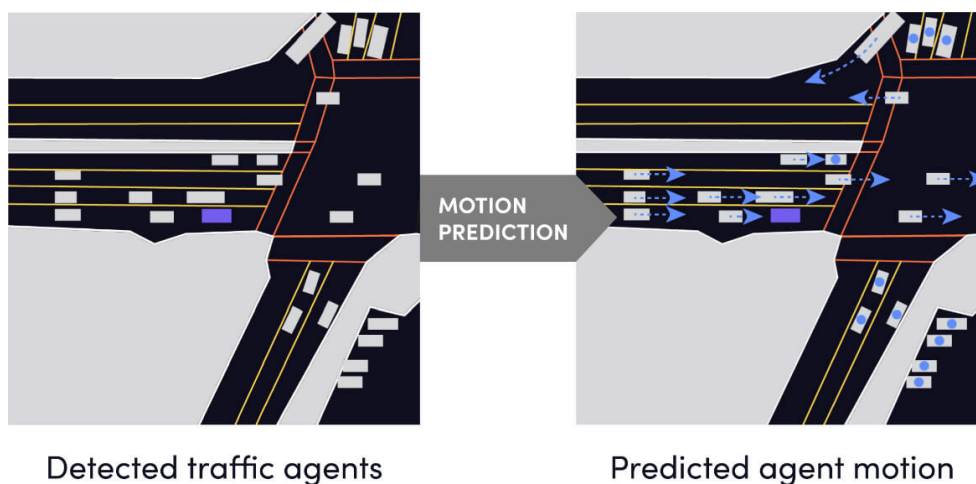 MOTION
PREDICTION
Detected traffic agents
Predicted agent motion